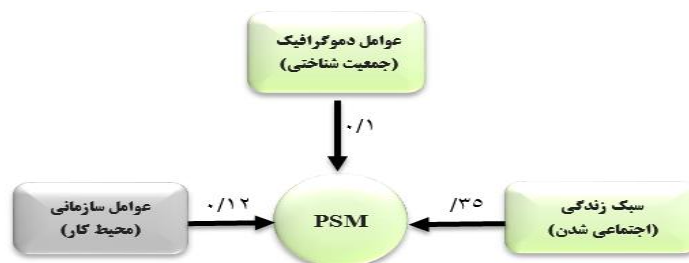 عوامل دموگرافیک
(جمعیت شناختی)
۰/۱
سبک زندگی
(اجتماعی شدن)
/۳۵
PSM
۰/۱۲
عوامل سازمانی
(محیط کار)